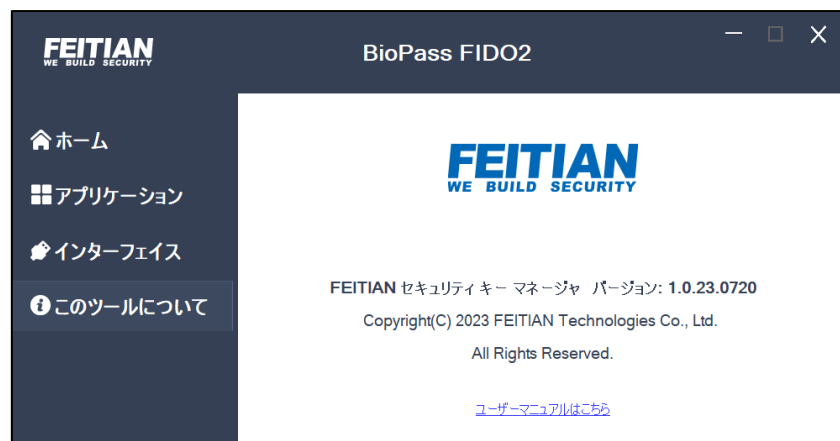 FEITIAN
WE BUILD SECURITY
BioPass FIDO2
ホーム
アプリケーション
インターフェイス
このツールについて
FEITIAN
WE BUILD SECURITY
FEITIAN セキュリティ キー マネージャ バージョン: 1.0.23.0720
Copyright(C) 2023 FEITIAN Technologies Co., Ltd.
All Rights Reserved.
ユーザーマニュアルはこちら